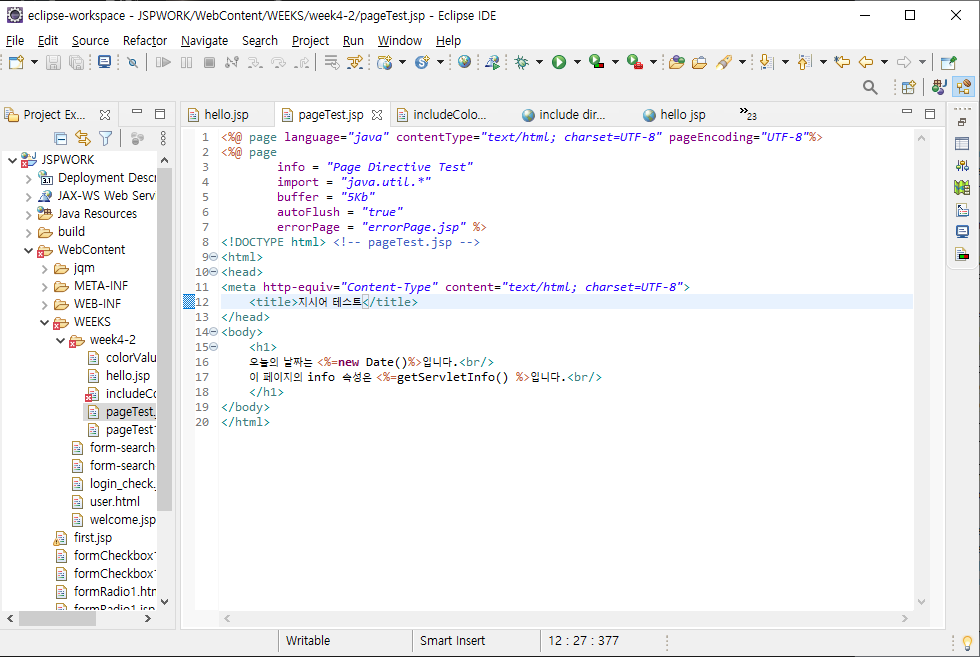 eclipse-workspace - JSPWORK/WebContent/WEEKS/week4-2/pageTest.jsp - Eclipse IDE
File Edit Source Refactor Navigate Search Project Run Window Help
Project Ex...
hello.jsp pageTest.jsp includeColo... include dir... hello jsp »23
JSPWORK
Deployment Descr
JAX-WS Web Serv
Java Resources
build
WebContent
jqm
META-INF
WEB-INF
WEEKS
week4-2
colorValu
hello.jsp
includeCo
pageTest.
pageTest1
form-search
form-search
login_check.
user.html
welcome.jsp
first.jsp
formCheckbox1
formCheckbox1
formRadio1.htn
formRadio1.jsp
1 <%@ page language="java" contentType="text/html; charset=UTF-8" pageEncoding="UTF-8"%>
2 <%@ page
3 info = "Page Directive Test"
4 import = "java.util.*"
5 buffer = "5Kb"
6 autoFlush = "true"
7 errorPage = "errorPage.jsp" %>
8 <!DOCTYPE html> <!-- pageTest.jsp -->
9 <html>
10 <head>
11 <meta http-equiv="Content-Type" content="text/html; charset=UTF-8">
12 <title>지시어 테스트</title>
13 </head>
14 <body>
15 <h1>
16 오늘의 날짜는 <%=new Date()%>입니다.<br/>
17 이 페이지의 info 속성은 <%=getServletInfo() %>입니다.<br/>
18 </h1>
19 </body>
20 </html>
Writable Smart Insert 12 : 27 : 377